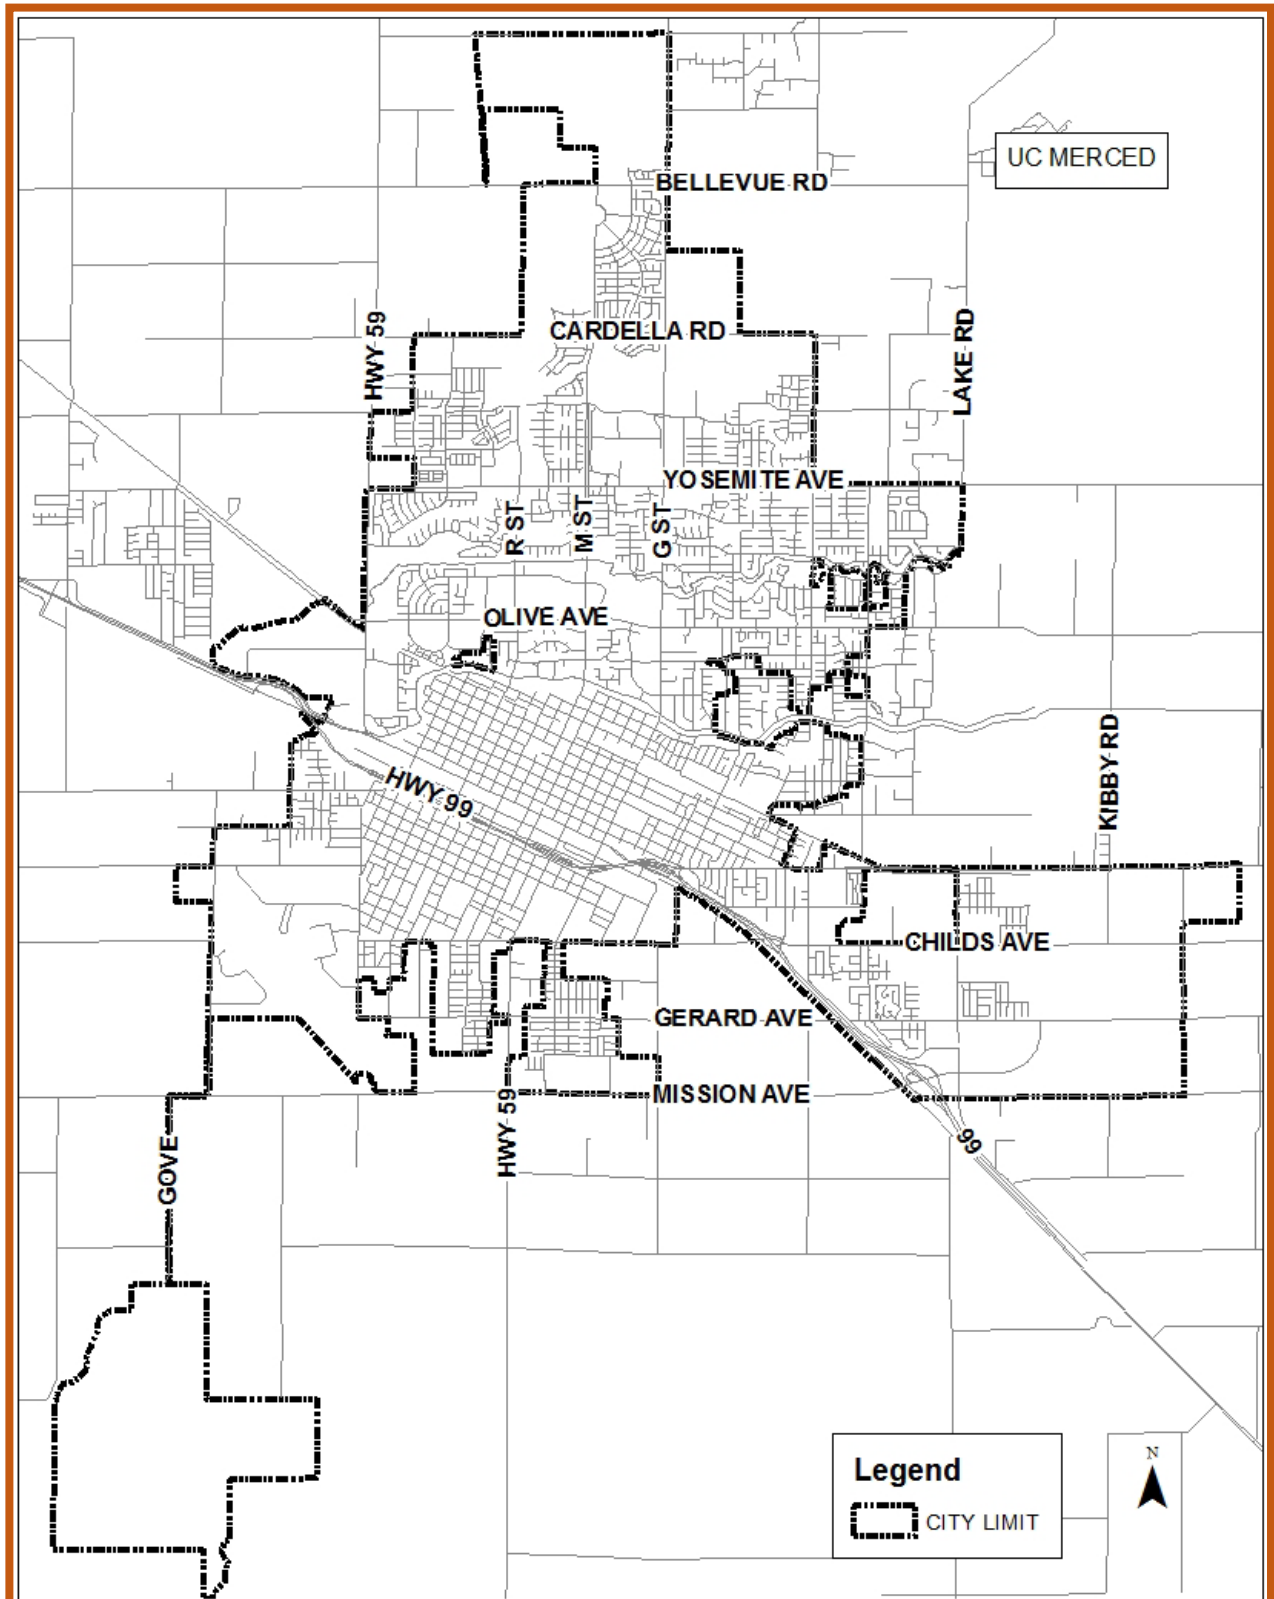 UC MERCED
BELLEVUE RD
HWY 59
CARDELLA RD
LAKE RD
YOSEMITE AVE
R ST
M ST
G ST
OLIVE AVE
KIBBY RD
HWY 99
CHILDS AVE
GERARD AVE
MISSION AVE
HWY 59
99
GOVE
Legend
CITY LIMIT
N